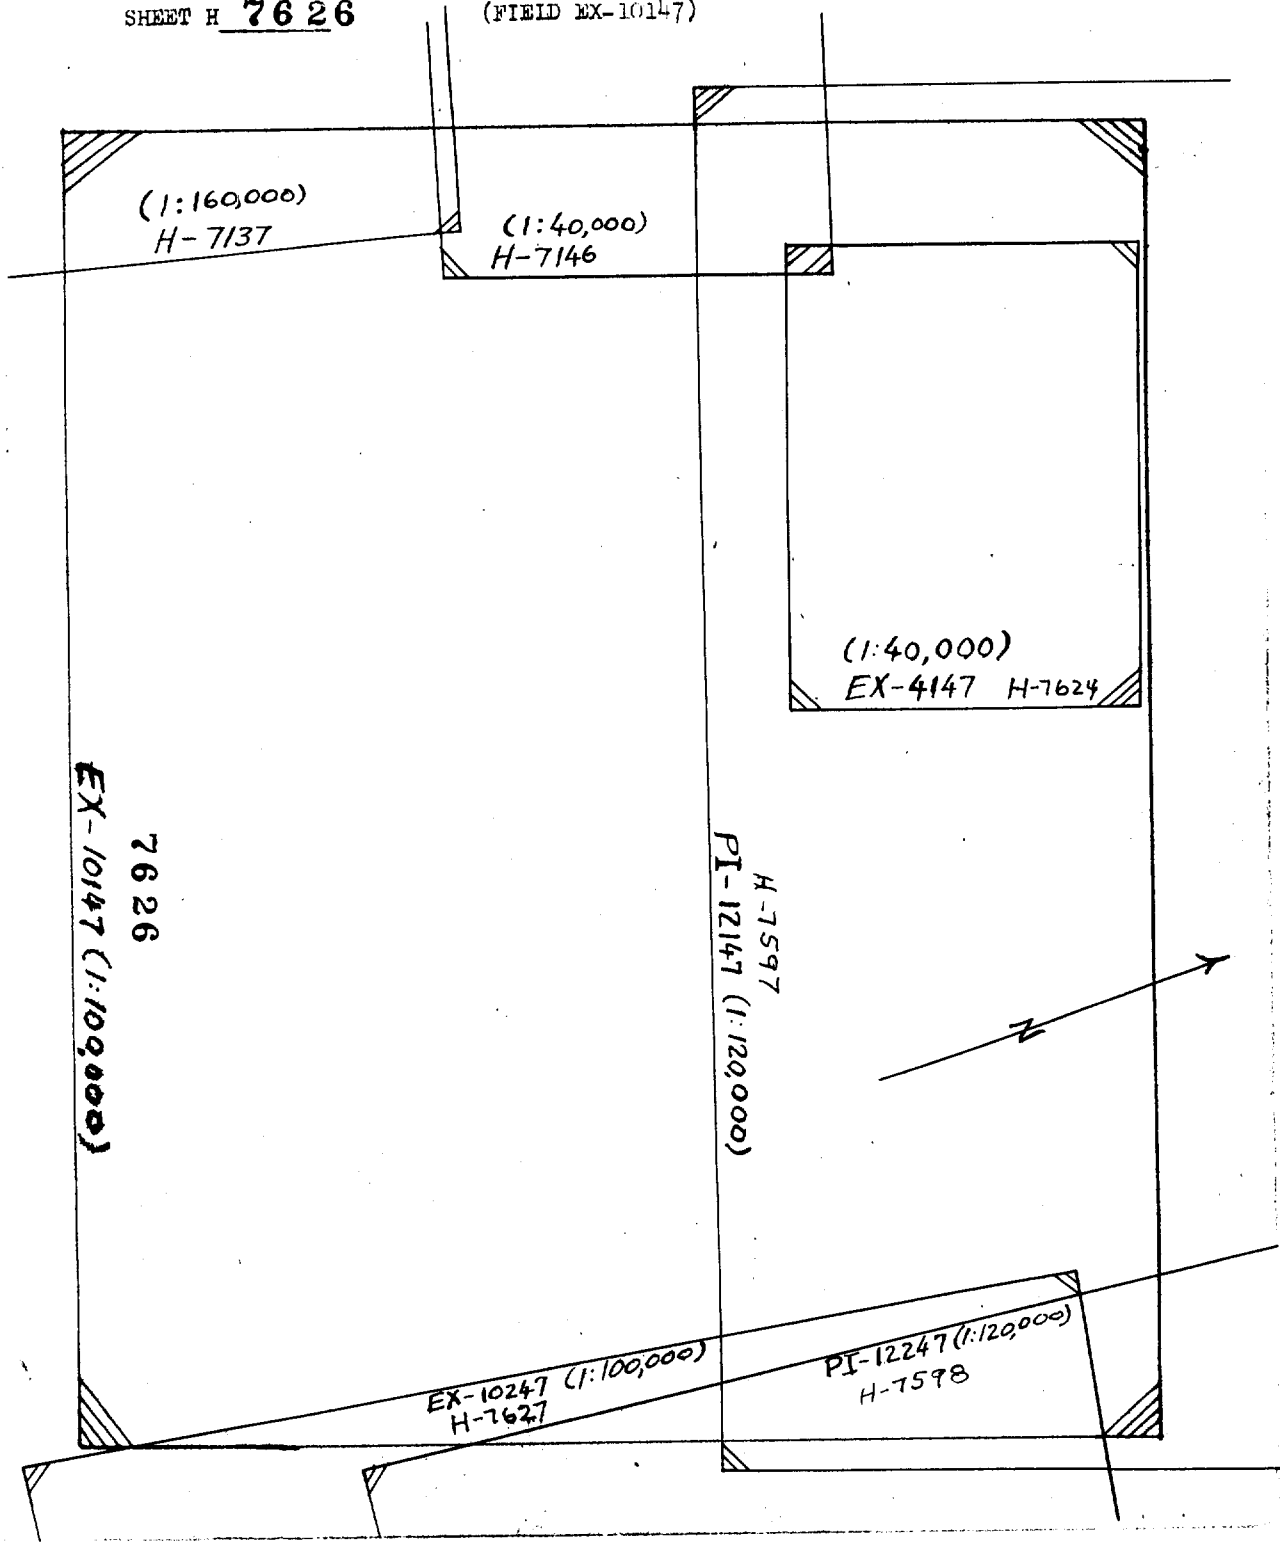 SHEET H 7626 (FIELD EX-10147)
(1:160,000)
H-7137
(1:40,000)
H-7146
(1:40,000)
EX-4147 H-7624
7626
EX-10147 (1:100,000)
H-7597
PI-12147 (1:120,000)
N
EX-10247 (1:100,000)
H-7627
PI-12247 (1:120,000)
H-7598